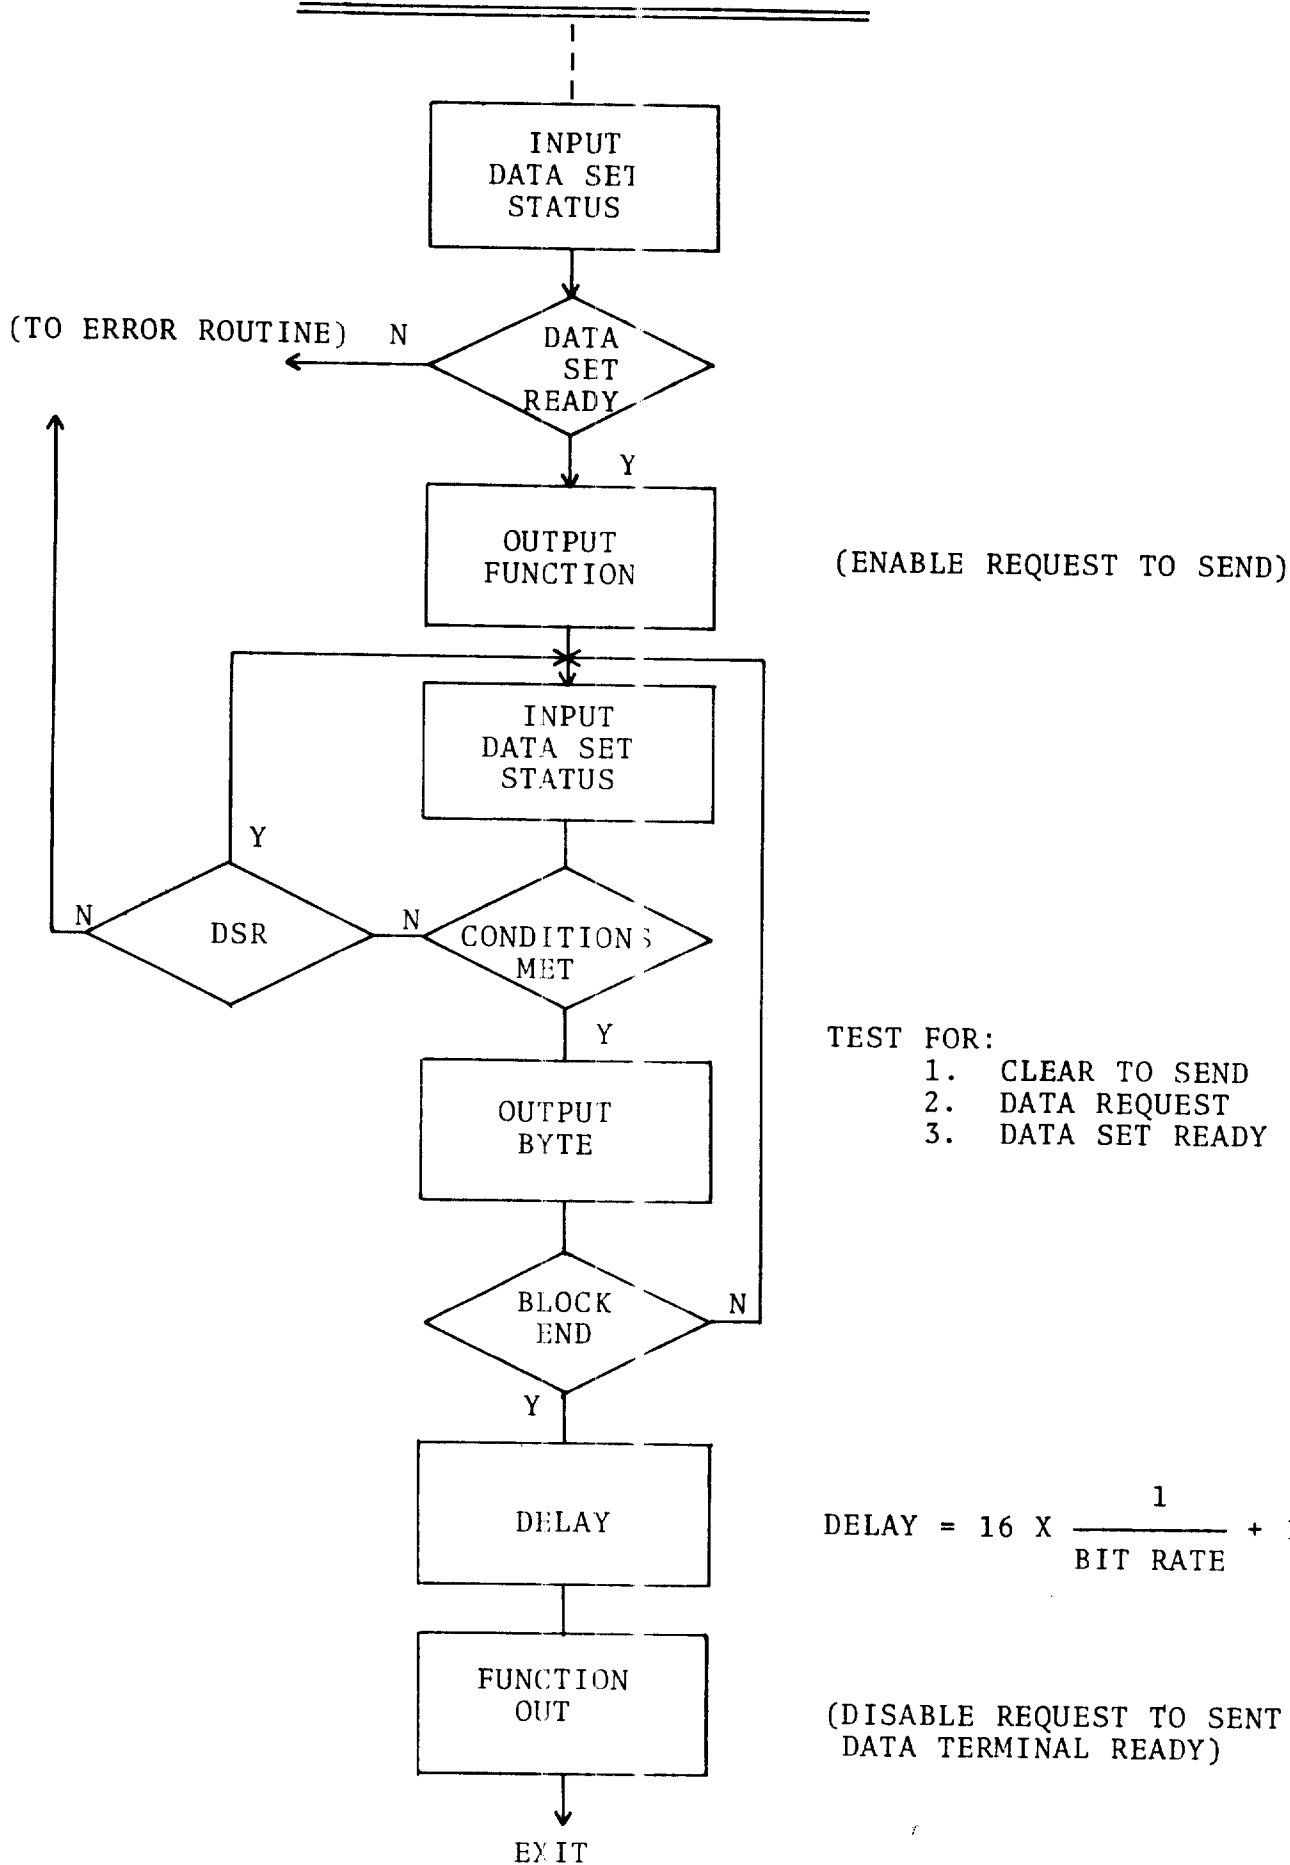 INPUT
DATA SET
STATUS
(TO ERROR ROUTINE) N
DATA
SET
READY
Y
OUTPUT
FUNCTION
(ENABLE REQUEST TO SEND)
INPUT
DATA SET
STATUS
Y
N
DSR
N
CONDITIONS
MET
Y
TEST FOR:
1. CLEAR TO SEND
2. DATA REQUEST
3. DATA SET READY
OUTPUT
BYTE
BLOCK
END
N
Y
DELAY
DELAY = 16 X 1
BIT RATE +
FUNCTION
OUT
(DISABLE REQUEST TO SENT
DATA TERMINAL READY)
EXIT